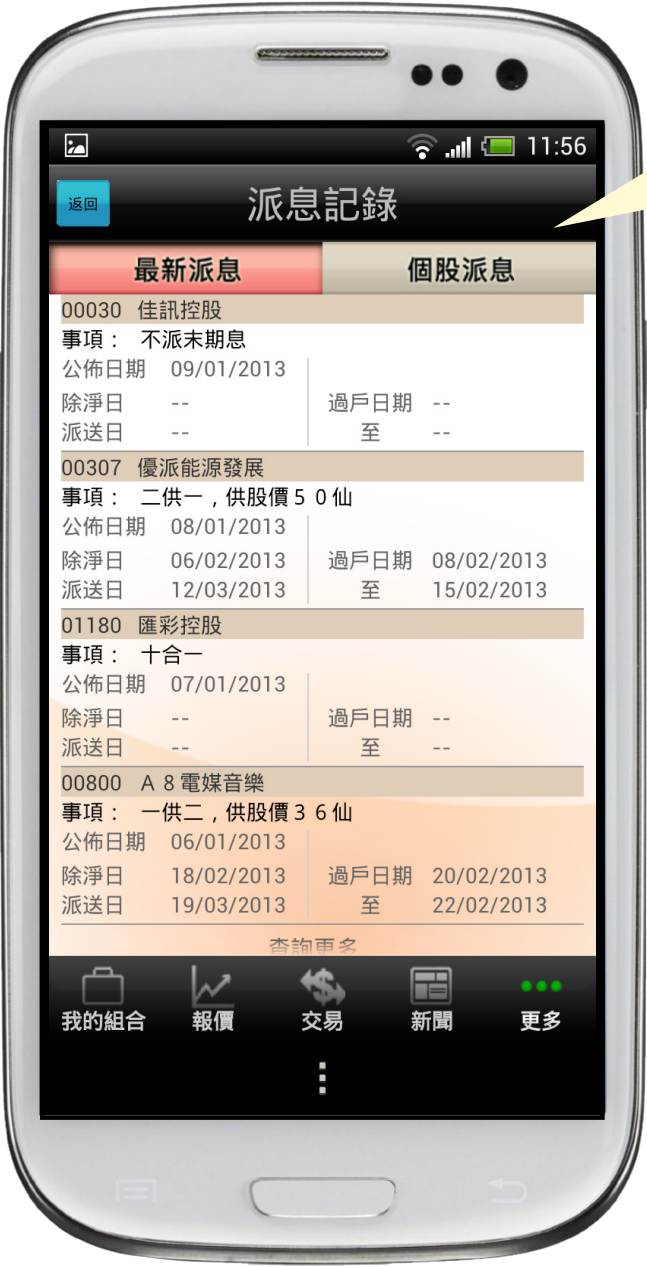 11:56
返回 派息記錄
最新派息 個股派息
00030 佳訊控股
事項： 不派末期息
公佈日期 09/01/2013
除淨日 -- 過戶日期 --
派送日 -- 至 --
00307 優派能源發展
事項： 二供一，供股價５０仙
公佈日期 08/01/2013
除淨日 06/02/2013 過戶日期 08/02/2013
派送日 12/03/2013 至 15/02/2013
01180 匯彩控股
事項： 十合一
公佈日期 07/01/2013
除淨日 -- 過戶日期 --
派送日 -- 至 --
00800 Ａ８電媒音樂
事項： 一供二，供股價３６仙
公佈日期 06/01/2013
除淨日 18/02/2013 過戶日期 20/02/2013
派送日 19/03/2013 至 22/02/2013
查詢更多
我的組合 報價 交易 新聞 更多